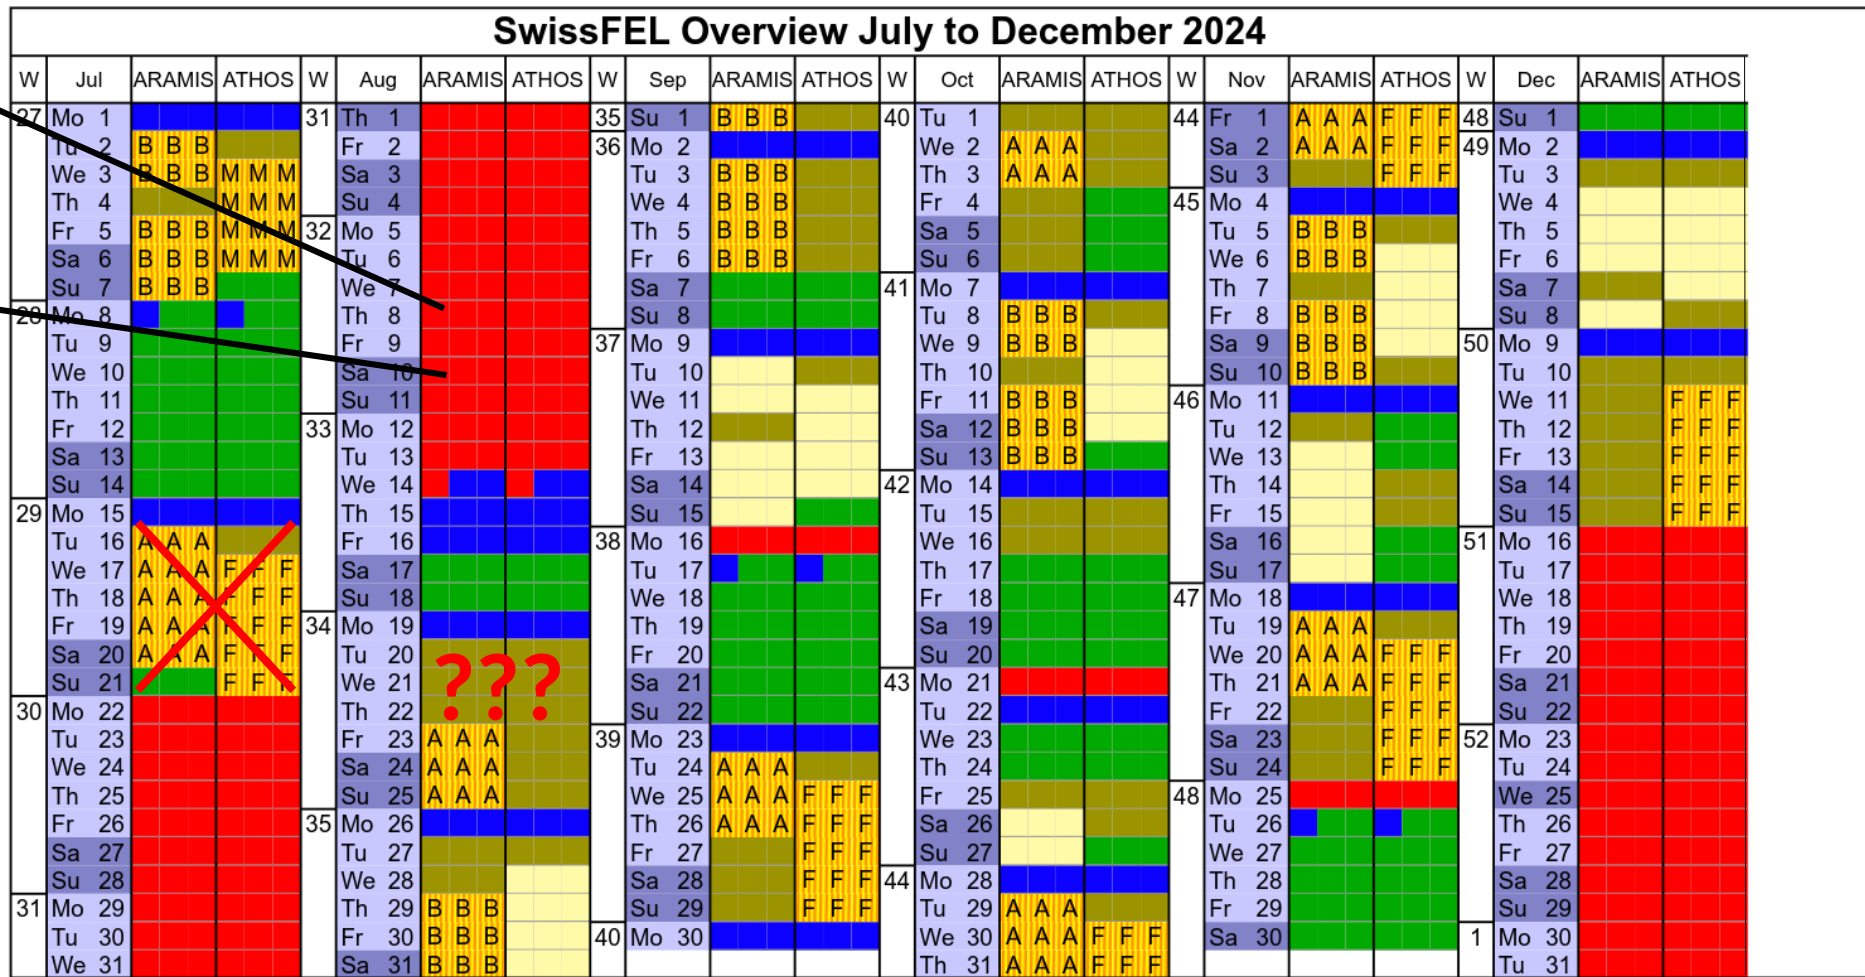 SwissFEL Overview July to December 2024
W Jul ARAMIS ATHOS W Aug ARAMIS ATHOS W Sep ARAMIS ATHOS W Oct ARAMIS ATHOS W Nov ARAMIS ATHOS W Dec ARAMIS ATHOS
27 Mo 1 31 Th 1 35 Su 1 B B B 40 Tu 1 44 Fr 1 A A A F F F 48 Su 1
Tu 2 B B B Fr 2 36 Mo 2 We 2 A A A Sa 2 A A A F F F 49 Mo 2
We 3 B B B M M M Sa 3 Tu 3 B B B Th 3 A A A Su 3 F F F Tu 3
Th 4 M M M Su 4 We 4 B B B Fr 4 45 Mo 4 We 4
Fr 5 B B B M M M 32 Mo 5 Th 5 B B B Sa 5 Tu 5 B B B Th 5
Sa 6 B B B M M M Tu 6 Fr 6 B B B Su 6 We 6 B B B Fr 6
Su 7 B B B We 7 Sa 7 41 Mo 7 Th 7 Sa 7
28 Mo 8 Th 8 Su 8 Tu 8 B B B Fr 8 B B B Su 8
Tu 9 Fr 9 37 Mo 9 We 9 B B B Sa 9 B B B 50 Mo 9
We 10 Sa 10 Tu 10 Th 10 Su 10 B B B Tu 10
Th 11 Su 11 We 11 Fr 11 B B B 46 Mo 11 We 11 F F F
Fr 12 33 Mo 12 Th 12 Sa 12 B B B Tu 12 Th 12 F F F
Sa 13 Tu 13 Fr 13 Su 13 B B B We 13 Fr 13 F F F
Su 14 We 14 Sa 14 42 Mo 14 Th 14 Sa 14 F F F
29 Mo 15 Th 15 Su 15 Tu 15 Fr 15 Su 15 F F F
Tu 16 A A A Fr 16 38 Mo 16 We 16 Sa 16 51 Mo 16
We 17 A A A F F F Sa 17 Tu 17 Th 17 Su 17 Tu 17
Th 18 A A A F F F Su 18 We 18 Fr 18 47 Mo 18 We 18
Fr 19 A A A F F F 34 Mo 19 Th 19 Sa 19 Tu 19 A A A Th 19
Sa 20 A A A F F F Tu 20 Fr 20 Su 20 We 20 A A A F F F Fr 20
Su 21 F F F We 21 ??? Sa 21 43 Mo 21 Th 21 A A A F F F Sa 21
30 Mo 22 Th 22 Su 22 Tu 22 Fr 22 F F F Su 22
Tu 23 Fr 23 A A A 39 Mo 23 We 23 Sa 23 F F F 52 Mo 23
We 24 Sa 24 A A A Tu 24 A A A Th 24 Su 24 F F F Tu 24
Th 25 Su 25 A A A We 25 A A A F F F Fr 25 48 Mo 25 We 25
Fr 26 35 Mo 26 Th 26 A A A F F F Sa 26 Tu 26 Th 26
Sa 27 Tu 27 Fr 27 F F F Su 27 We 27 Fr 27
Su 28 We 28 Sa 28 F F F 44 Mo 28 Th 28 Sa 28
31 Mo 29 Th 29 B B B Su 29 F F F Tu 29 A A A Fr 29 Su 29
Tu 30 Fr 30 B B B 40 Mo 30 We 30 A A A F F F Sa 30 1 Mo 30
We 31 Sa 31 B B B Th 31 A A A F F F Tu 31